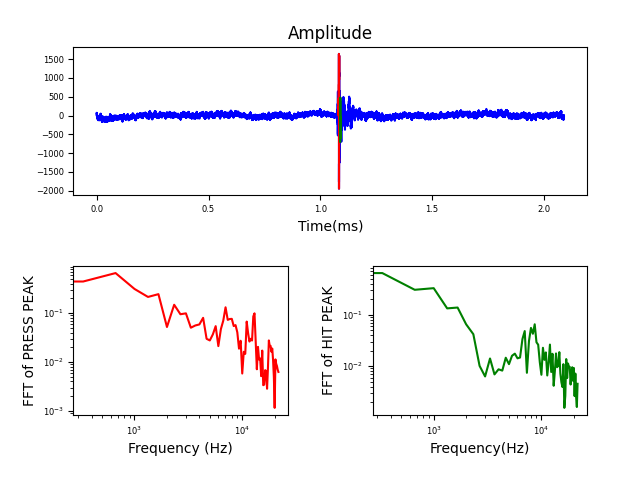 Amplitude
1500
1000
500
0
−500
−1000
−1500
−2000
0.0 0.5 1.0 1.5 2.0
Time(ms)
FFT of PRESS PEAK
10⁻¹
10⁻²
10⁻³
10³ 10⁴
Frequency (Hz)
FFT of HIT PEAK
10⁻¹
10⁻²
10³ 10⁴
Frequency(Hz)